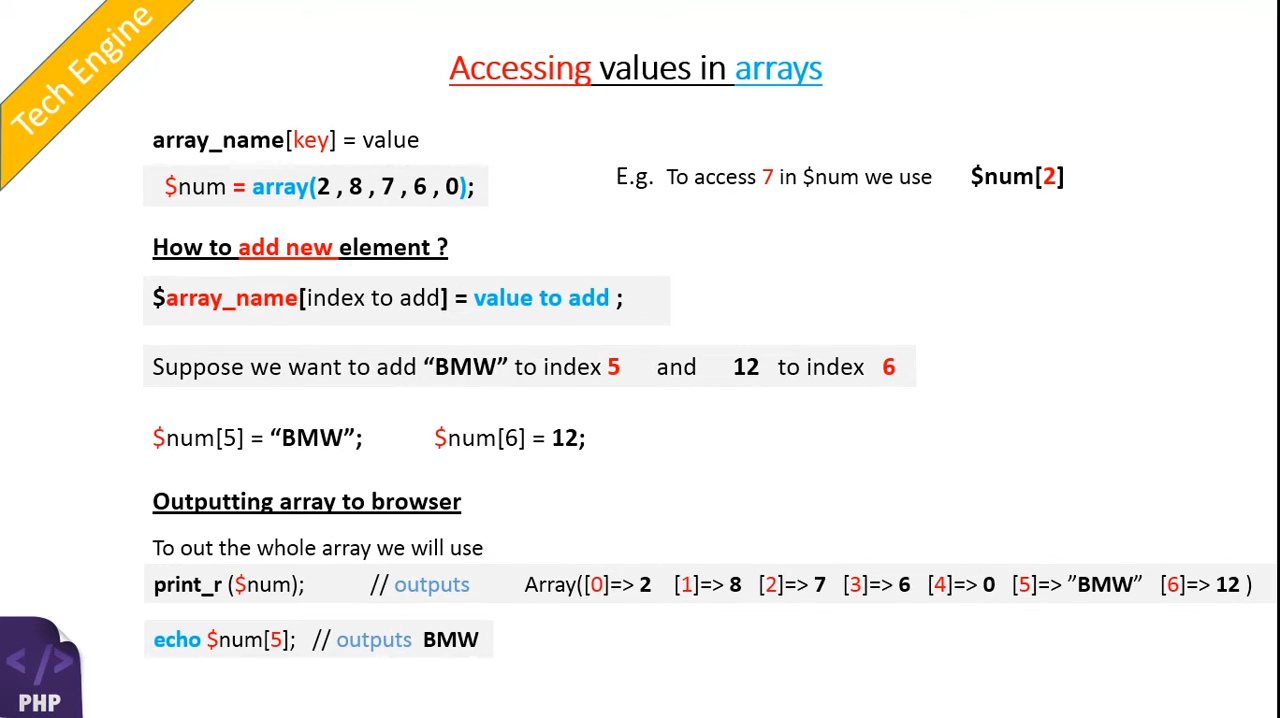 Tech Engine
Accessing values in arrays
array_name[key] = value
$num = array(2 , 8 , 7 , 6 , 0);
E.g. To access 7 in $num we use $num[2]
How to add new element ?
$array_name[index to add] = value to add ;
Suppose we want to add “BMW” to index 5 and 12 to index 6
$num[5] = “BMW”; $num[6] = 12;
Outputting array to browser
To out the whole array we will use
print_r ($num); // outputs Array([0]=> 2 [1]=> 8 [2]=> 7 [3]=> 6 [4]=> 0 [5]=> ”BMW” [6]=> 12 )
echo $num[5]; // outputs BMW
</>
PHP